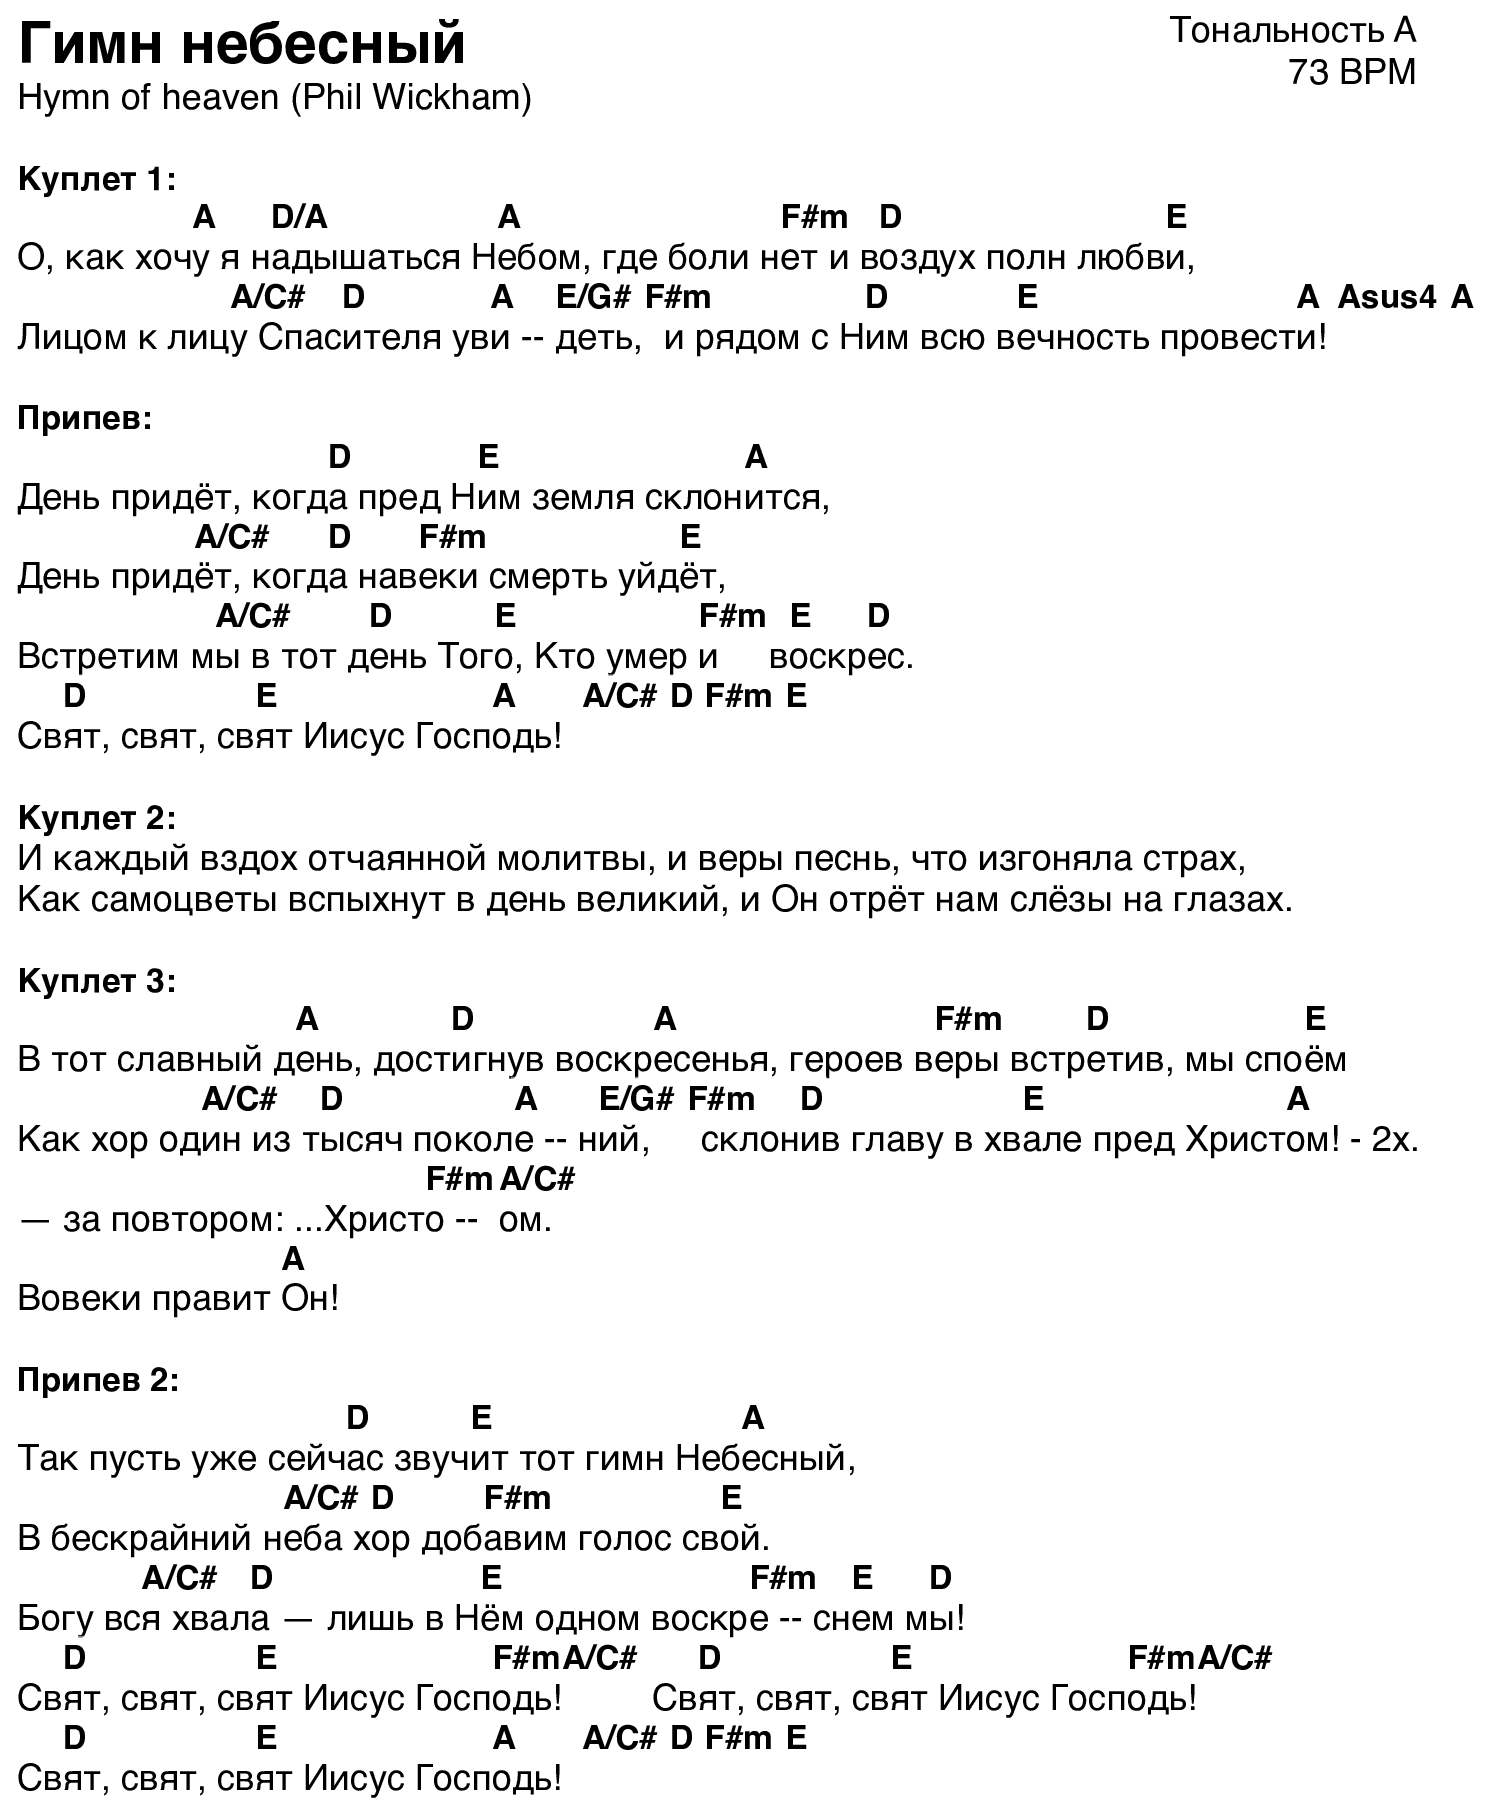 Гимн небесный
Тональность A
Hymn of heaven (Phil Wickham)
73 BPM
Куплет 1:
A D/A A F#m D E
О, как хочу я надышаться Небом, где боли нет и воздух полн любви,
A/C# D A E/G# F#m D E A Asus4 A
Лицом к лицу Спасителя уви -- деть, и рядом с Ним всю вечность провести!
Припев:
D E A
День придёт, когда пред Ним земля склонится,
A/C# D F#m E
День придёт, когда навеки смерть уйдёт,
A/C# D E F#m E D
Встретим мы в тот день Того, Кто умер и воскрес.
D E A A/C# D F#m E
Свят, свят, свят Иисус Господь!
Куплет 2:
И каждый вздох отчаянной молитвы, и веры песнь, что изгоняла страх,
Как самоцветы вспыхнут в день великий, и Он отрёт нам слёзы на глазах.
Куплет 3:
A D A F#m D E
В тот славный день, достигнув воскресенья, героев веры встретив, мы споём
A/C# D A E/G# F#m D E A
Как хор один из тысяч поколе -- ний, склонив главу в хвале пред Христом! - 2х.
F#m A/C#
— за повтором: ...Христо -- ом.
A
Вовеки правит Он!
Припев 2:
D E A
Так пусть уже сейчас звучит тот гимн Небесный,
A/C# D F#m E
В бескрайний неба хор добавим голос свой.
A/C# D E F#m E D
Богу вся хвала — лишь в Нём одном воскре -- снем мы!
D E F#m A/C# D E F#m A/C#
Свят, свят, свят Иисус Господь! Свят, свят, свят Иисус Господь!
D E A A/C# D F#m E
Свят, свят, свят Иисус Господь!